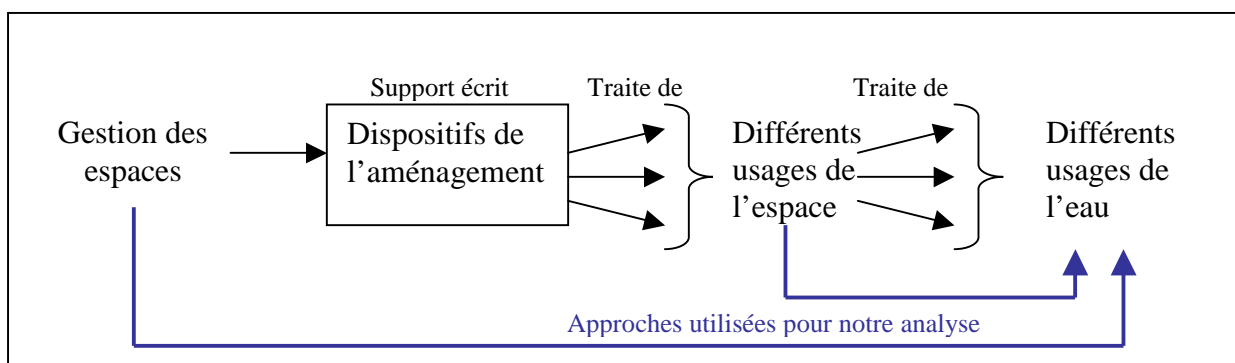 Support écrit
Traite de
Traite de
Gestion des
espaces
Dispositifs de
l’aménagement
Différents
usages de
l’espace
Différents
usages de
l’eau
Approches utilisées pour notre analyse